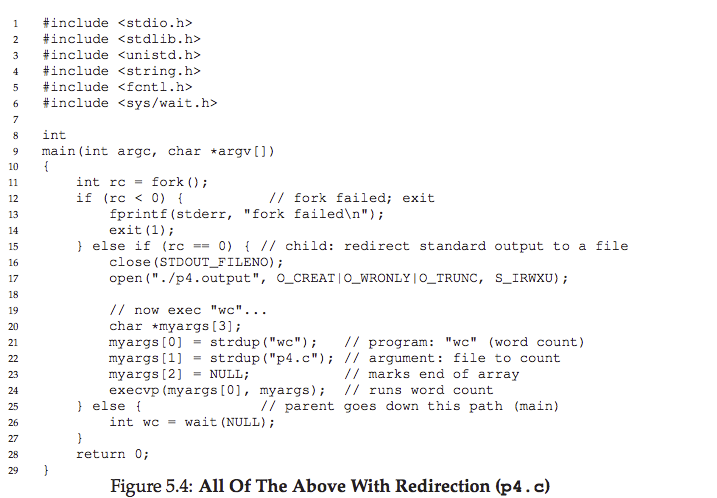 1 #include <stdio.h>
2 #include <stdlib.h>
3 #include <unistd.h>
4 #include <string.h>
5 #include <fcntl.h>
6 #include <sys/wait.h>
7
8 int
9 main(int argc, char *argv[])
10 {
11     int rc = fork();
12     if (rc < 0) {         // fork failed; exit
13         fprintf(stderr, "fork failed\n");
14         exit(1);
15     } else if (rc == 0) { // child: redirect standard output to a file
16         close(STDOUT_FILENO);
17         open("./p4.output", O_CREAT|O_WRONLY|O_TRUNC, S_IRWXU);
18
19         // now exec "wc"...
20         char *myargs[3];
21         myargs[0] = strdup("wc");   // program: "wc" (word count)
22         myargs[1] = strdup("p4.c"); // argument: file to count
23         myargs[2] = NULL;           // marks end of array
24         execvp(myargs[0], myargs);  // runs word count
25     } else {              // parent goes down this path (main)
26         int wc = wait(NULL);
27     }
28     return 0;
29 }
Figure 5.4: All Of The Above With Redirection (p4.c)